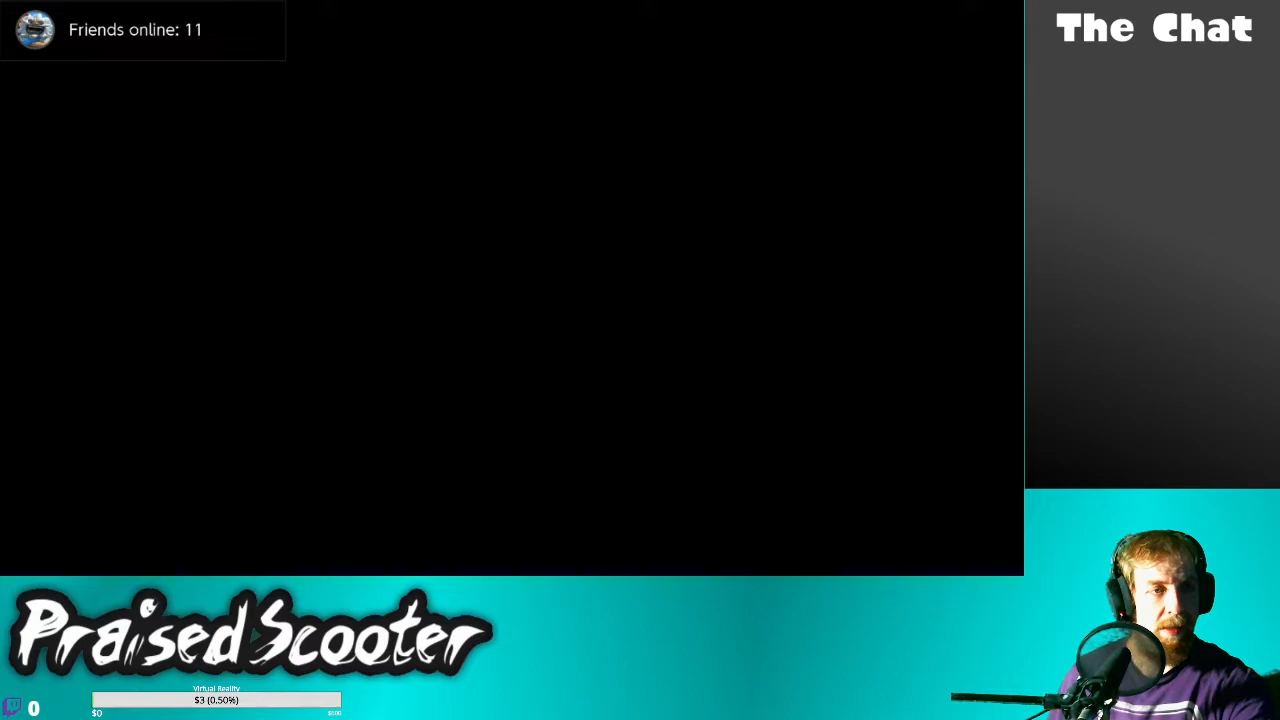 Friends online: 11
The Chat
PraisedScooter
Virtual Reality
$3 (0.50%)
0
$0